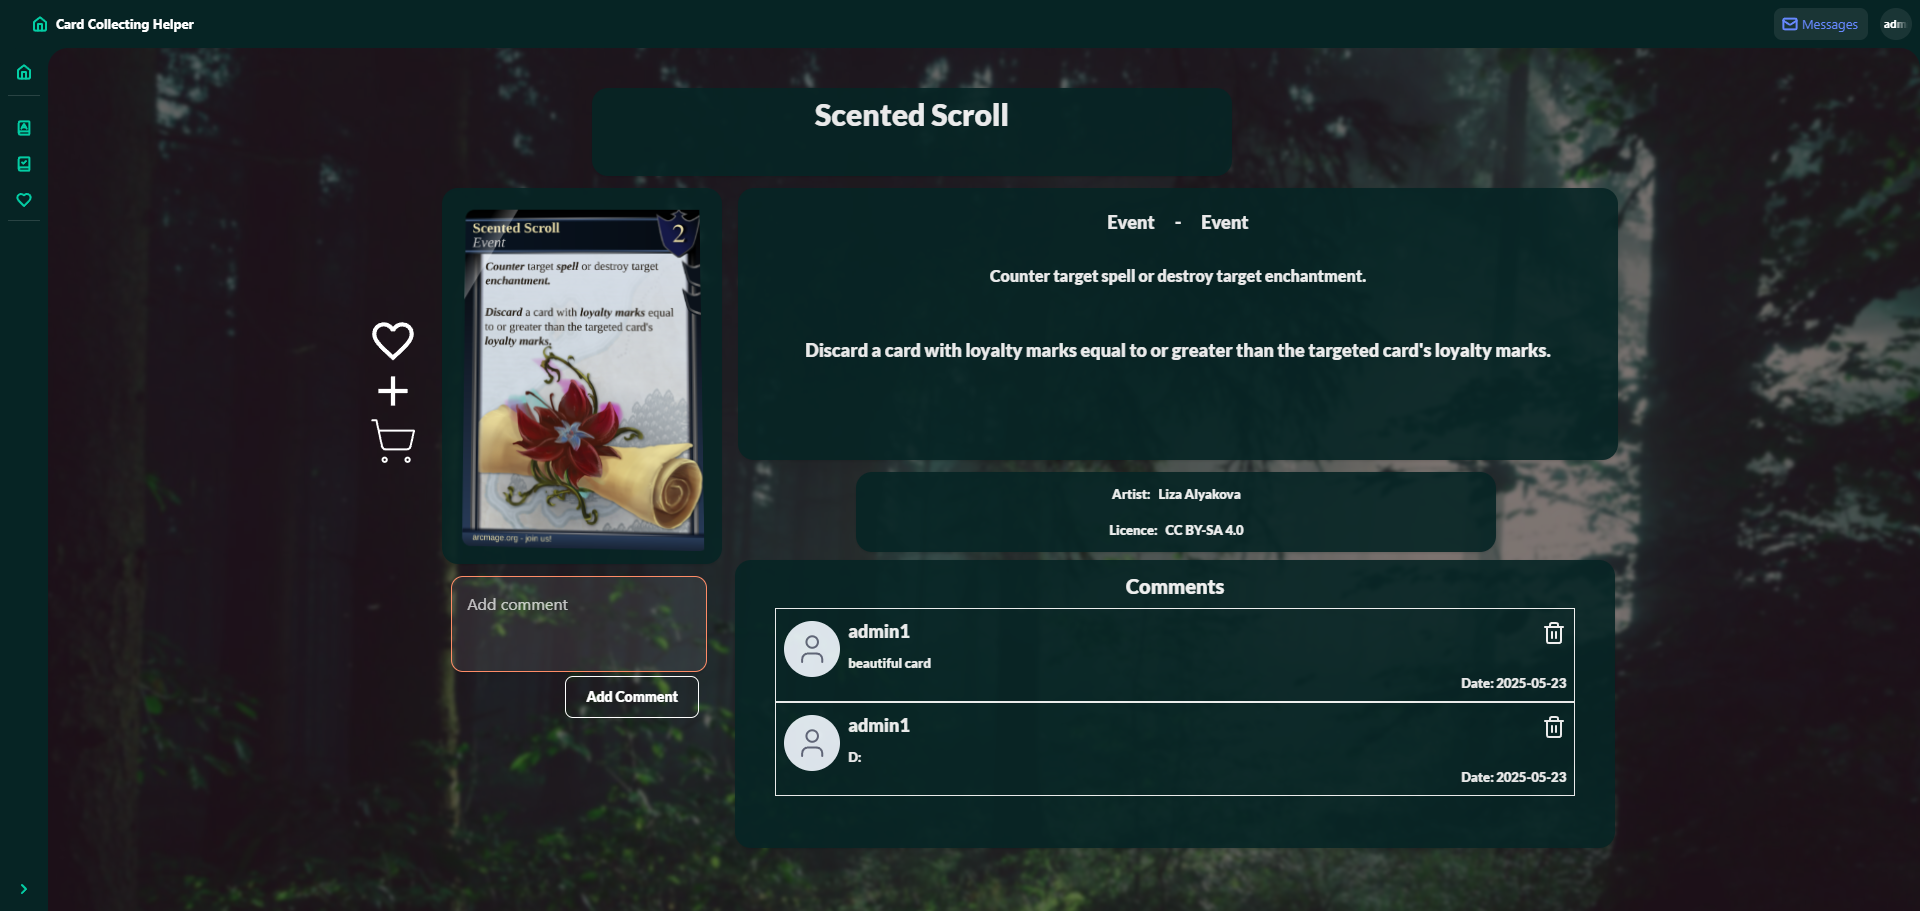 Card Collecting Helper
Messages
adm
Scented Scroll
Scented Scroll
Event
2
Counter target spell or destroy target
enchantment.
Discard a card with loyalty marks equal
to or greater than the targeted card's
loyalty marks.
arcmage.org - join us!
Event - Event
Counter target spell or destroy target enchantment.
Discard a card with loyalty marks equal to or greater than the targeted card's loyalty marks.
Artist: Liza Alyakova
Licence: CC BY-SA 4.0
Add comment
Add Comment
Comments
admin1
beautiful card
Date: 2025-05-23
admin1
D:
Date: 2025-05-23